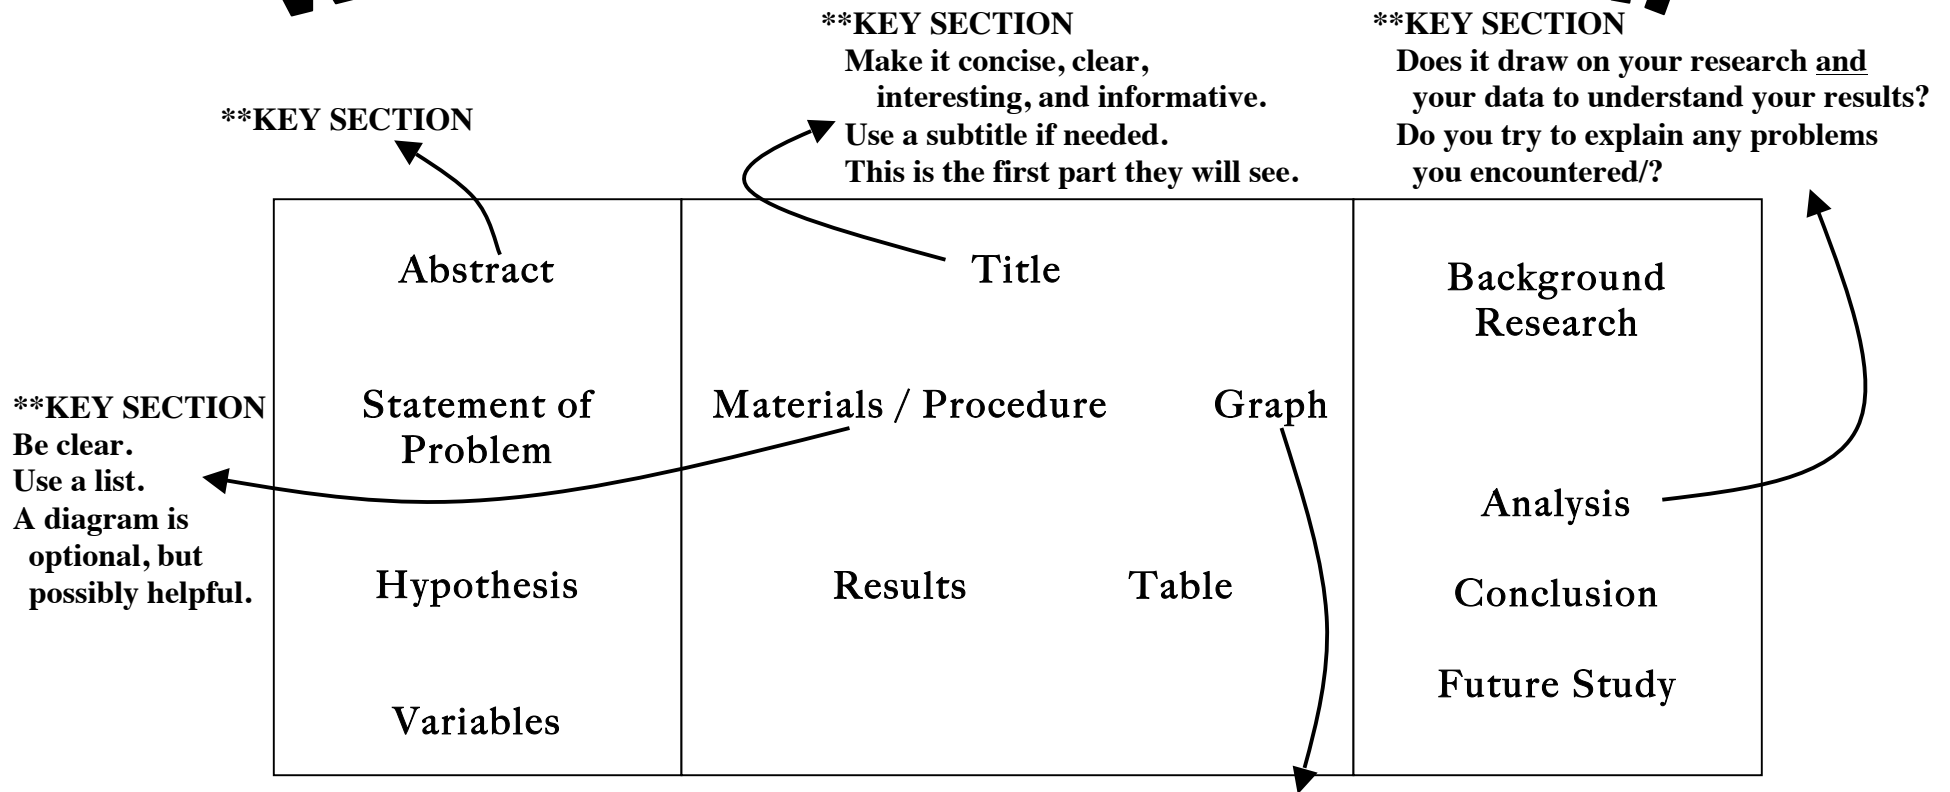 **KEY SECTION
Make it concise, clear,
interesting, and informative.
Use a subtitle if needed.
This is the first part they will see.
**KEY SECTION
Does it draw on your research and
your data to understand your results?
Do you try to explain any problems
you encountered/?
**KEY SECTION
Abstract
Statement of
Problem
Hypothesis
Variables
Title
Materials / Procedure
Graph
Results
Table
Background
Research
Analysis
Conclusion
Future Study
**KEY SECTION
Be clear.
Use a list.
A diagram is
optional, but
possibly helpful.